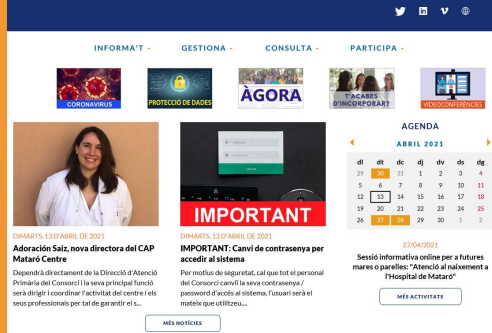 INFORMA'T
GESTIONA
CONSULTA
PARTICIPA
CORONAVIRUS
PROTECCIÓ DE DADES
ÀGORA
T'ACABES
D'INCORPORAR?
VIDEOCONFERÈNCIES
IMPORTANT
DIMARTS, 13 D'ABRIL DE 2021
Adoración Saiz, nova directora del CAP
Mataró Centre
Dependrà directament de la Direcció d'Atenció
Primària del Consorci i la seva principal funció
serà dirigir i coordinar l'activitat del centre i els
seus professionals per tal de garantir el s...
DIMARTS, 13 D'ABRIL DE 2021
IMPORTANT: Canvi de contrasenya per
accedir al sistema
Per motius de seguretat, cal que tot el personal
del Consorci canviï la seva contrasenya /
password d'accés al sistema, l'usuari serà el
mateix que utilitzeu....
MÉS NOTÍCIES
AGENDA
ABRIL 2021
dl dt dc dj dv ds dg
29 30 31 1 2 3 4
5 6 7 8 9 10 11
12 13 14 15 16 17 18
19 20 21 22 23 24 25
26 27 28 29 30 1 2
27/04/2021
Sessió informativa online per a futures
mares o parelles: "Atenció al naixement a
l'Hospital de Mataró"
MÉS ACTIVITATS